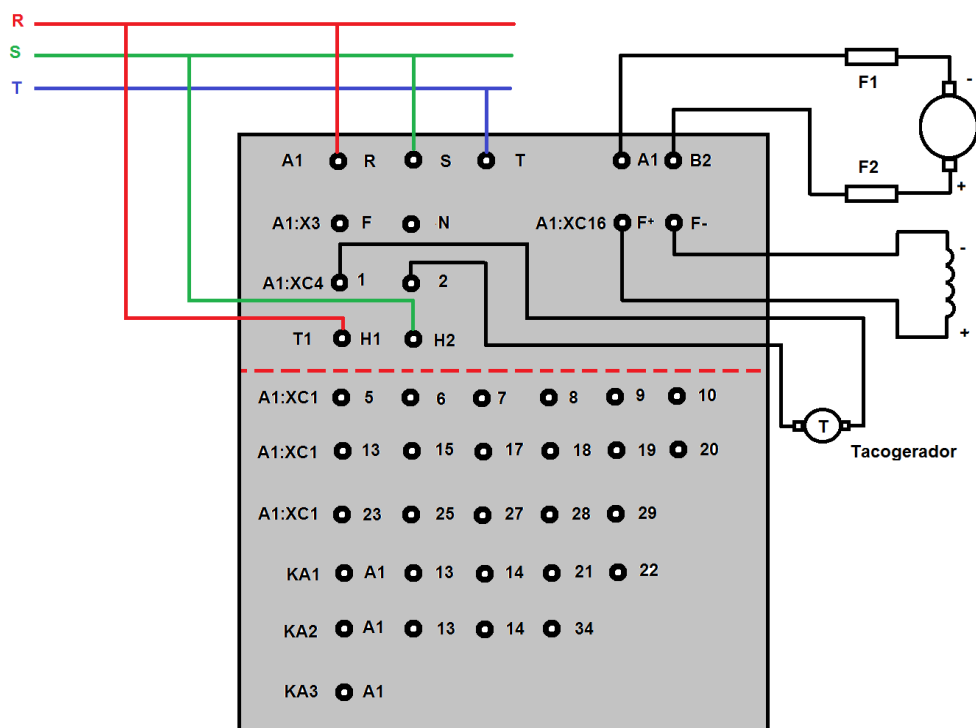 R
S
T
F1
-
A1 R S T A1 B2
F2
+
A1:X3 F N A1:XC16 F+ F-
-
A1:XC4 1 2
+
T1 H1 H2
A1:XC1 5 6 7 8 9 10
T
Tacogerador
A1:XC1 13 15 17 18 19 20
A1:XC1 23 25 27 28 29
KA1 A1 13 14 21 22
KA2 A1 13 14 34
KA3 A1